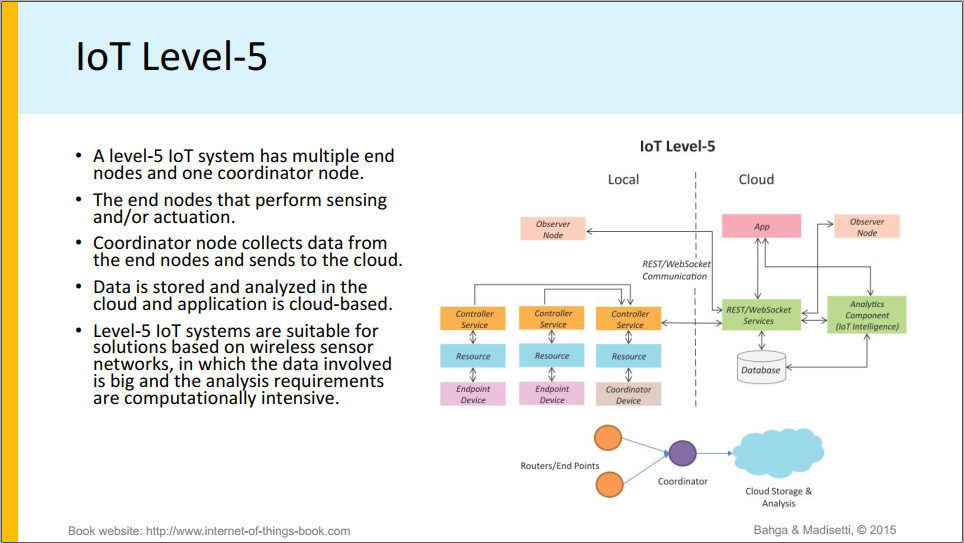 IoT Level-5
• A level-5 IoT system has multiple end
nodes and one coordinator node.
• The end nodes that perform sensing
and/or actuation.
• Coordinator node collects data from
the end nodes and sends to the cloud.
• Data is stored and analyzed in the
cloud and application is cloud-based.
• Level-5 IoT systems are suitable for
solutions based on wireless sensor
networks, in which the data involved
is big and the analysis requirements
are computationally intensive.
IoT Level-5
Local
Cloud
Observer
Node
App
Observer
Node
REST/WebSocket
Communication
Controller
Service
Controller
Service
Controller
Service
REST/WebSocket
Services
Analytics
Component
(IoT Intelligence)
Resource
Resource
Resource
Database
Endpoint
Device
Endpoint
Device
Coordinator
Device
Routers/End Points
Coordinator
Cloud Storage &
Analysis
Book website: http://www.internet-of-things-book.com
Bahga & Madisetti, © 2015